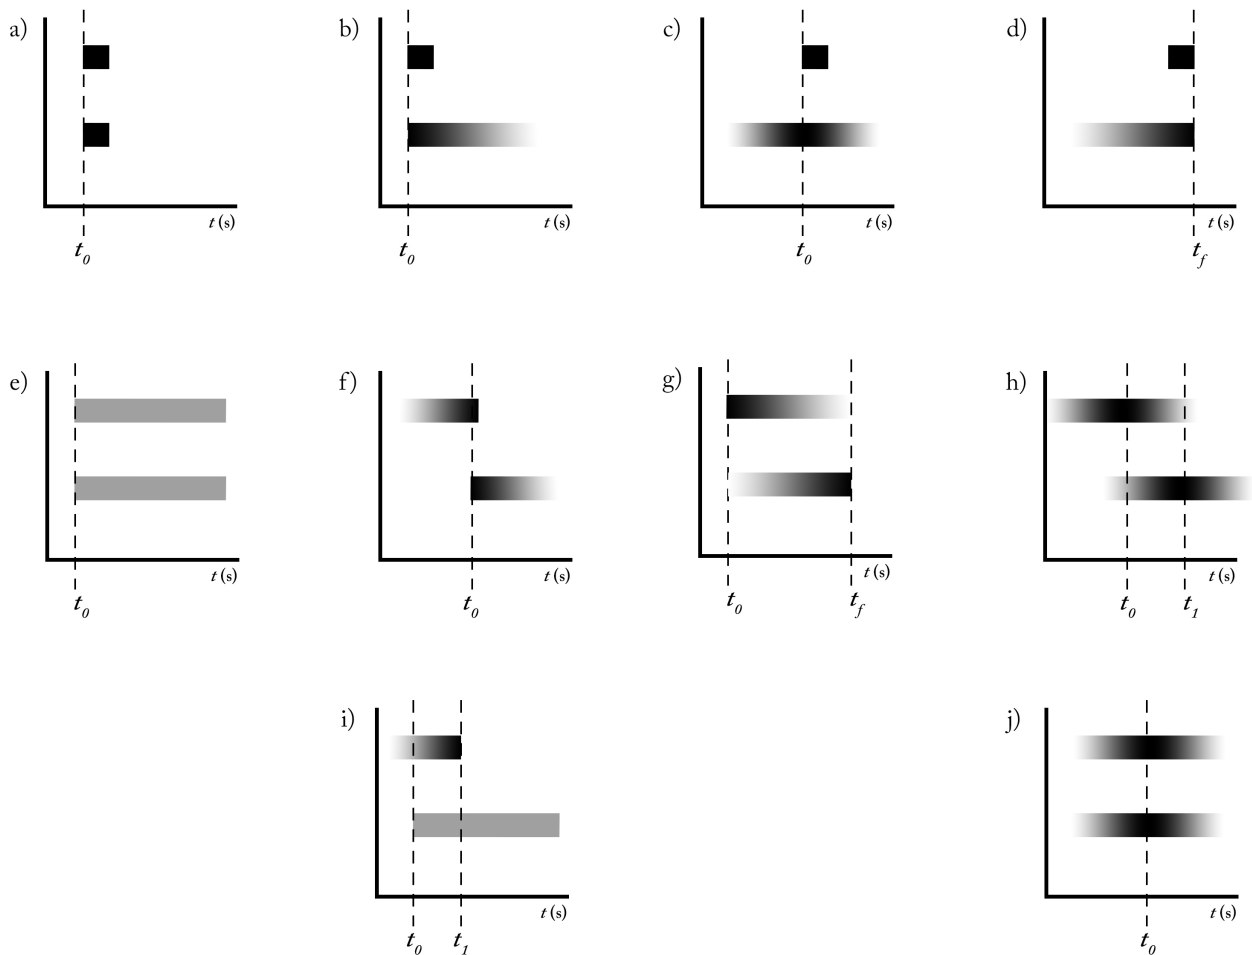 a) b) c) d)
t (s) t (s) t (s) t (s)
t0 t0 t0 tf
e) f) g) h)
t (s) t (s) t (s) t (s)
t0 t0 t0 tf t0 t1
i) j)
t (s) t (s)
t0 t1 t0